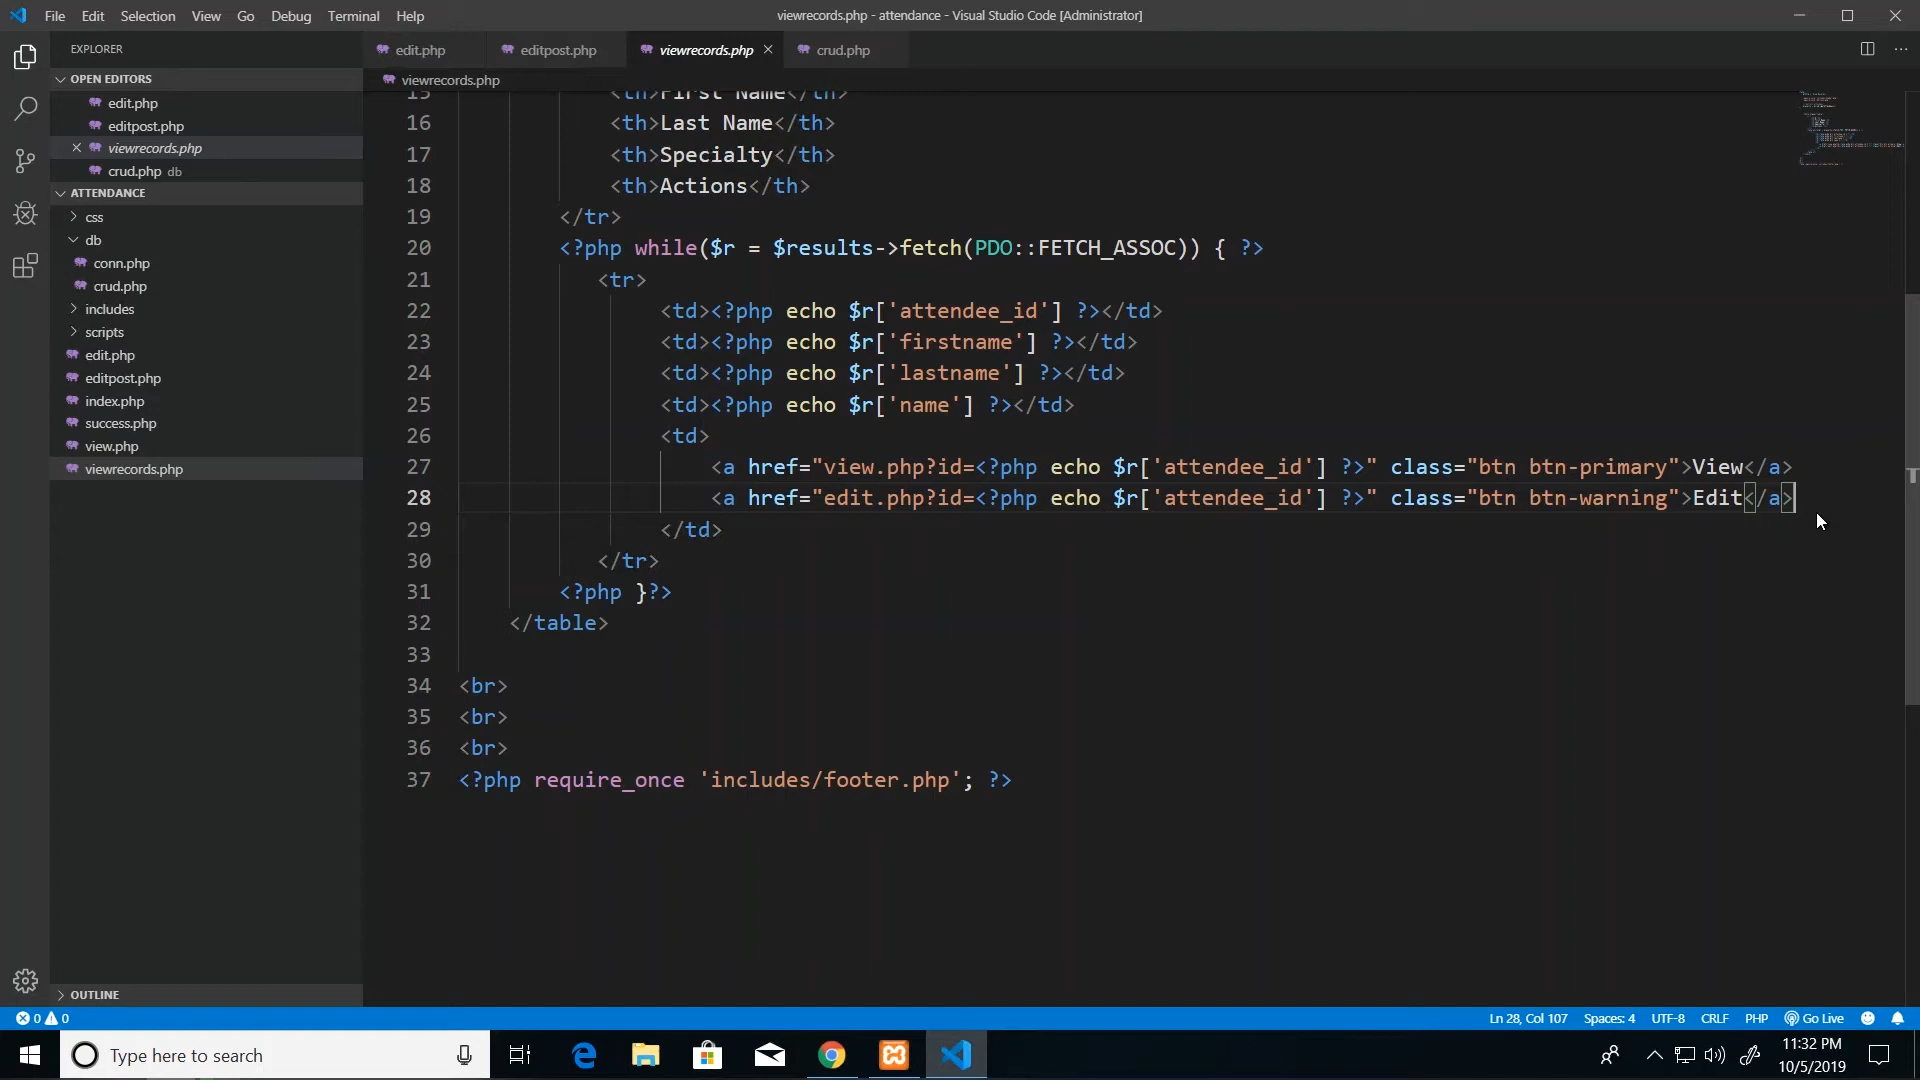 File Edit Selection View Go Debug Terminal Help
viewrecords.php - attendance - Visual Studio Code [Administrator]
EXPLORER
OPEN EDITORS
edit.php
editpost.php
viewrecords.php
crud.php db
ATTENDANCE
css
db
conn.php
crud.php
includes
scripts
edit.php
editpost.php
index.php
success.php
view.php
viewrecords.php
OUTLINE
edit.php editpost.php viewrecords.php crud.php
viewrecords.php
15 <th>First Name</th>
16 <th>Last Name</th>
17 <th>Specialty</th>
18 <th>Actions</th>
19 </tr>
20 <?php while($r = $results->fetch(PDO::FETCH_ASSOC)) { ?>
21 <tr>
22 <td><?php echo $r['attendee_id'] ?></td>
23 <td><?php echo $r['firstname'] ?></td>
24 <td><?php echo $r['lastname'] ?></td>
25 <td><?php echo $r['name'] ?></td>
26 <td>
27 <a href="view.php?id=<?php echo $r['attendee_id'] ?>" class="btn btn-primary">View</a>
28 <a href="edit.php?id=<?php echo $r['attendee_id'] ?>" class="btn btn-warning">Edit</a>
29 </td>
30 </tr>
31 <?php }?>
32 </table>
33
34 <br>
35 <br>
36 <br>
37 <?php require_once 'includes/footer.php'; ?>
0 0
Ln 28, Col 107 Spaces: 4 UTF-8 CRLF PHP Go Live
Type here to search
11:32 PM
10/5/2019